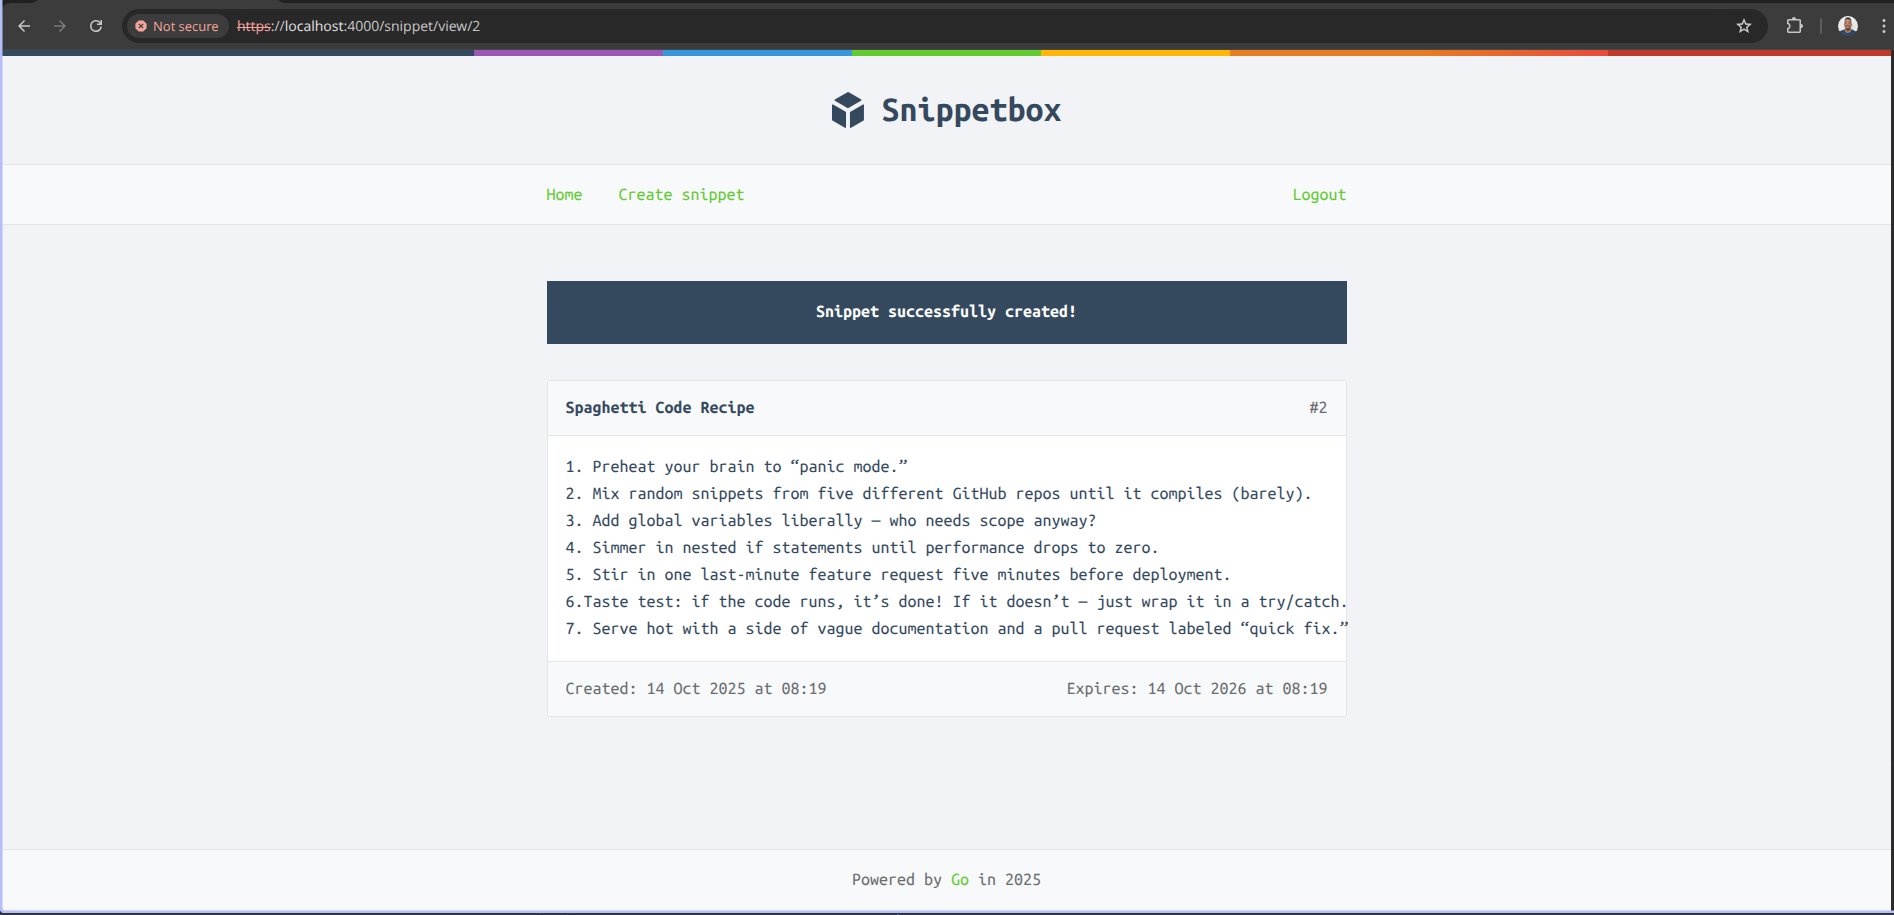 Not secure https://localhost:4000/snippet/view/2
Snippetbox
Home Create snippet Logout
Snippet successfully created!
Spaghetti Code Recipe #2
1. Preheat your brain to “panic mode.”
2. Mix random snippets from five different GitHub repos until it compiles (barely).
3. Add global variables liberally — who needs scope anyway?
4. Simmer in nested if statements until performance drops to zero.
5. Stir in one last-minute feature request five minutes before deployment.
6.Taste test: if the code runs, it’s done! If it doesn’t — just wrap it in a try/catch.
7. Serve hot with a side of vague documentation and a pull request labeled “quick fix.”
Created: 14 Oct 2025 at 08:19 Expires: 14 Oct 2026 at 08:19
Powered by Go in 2025